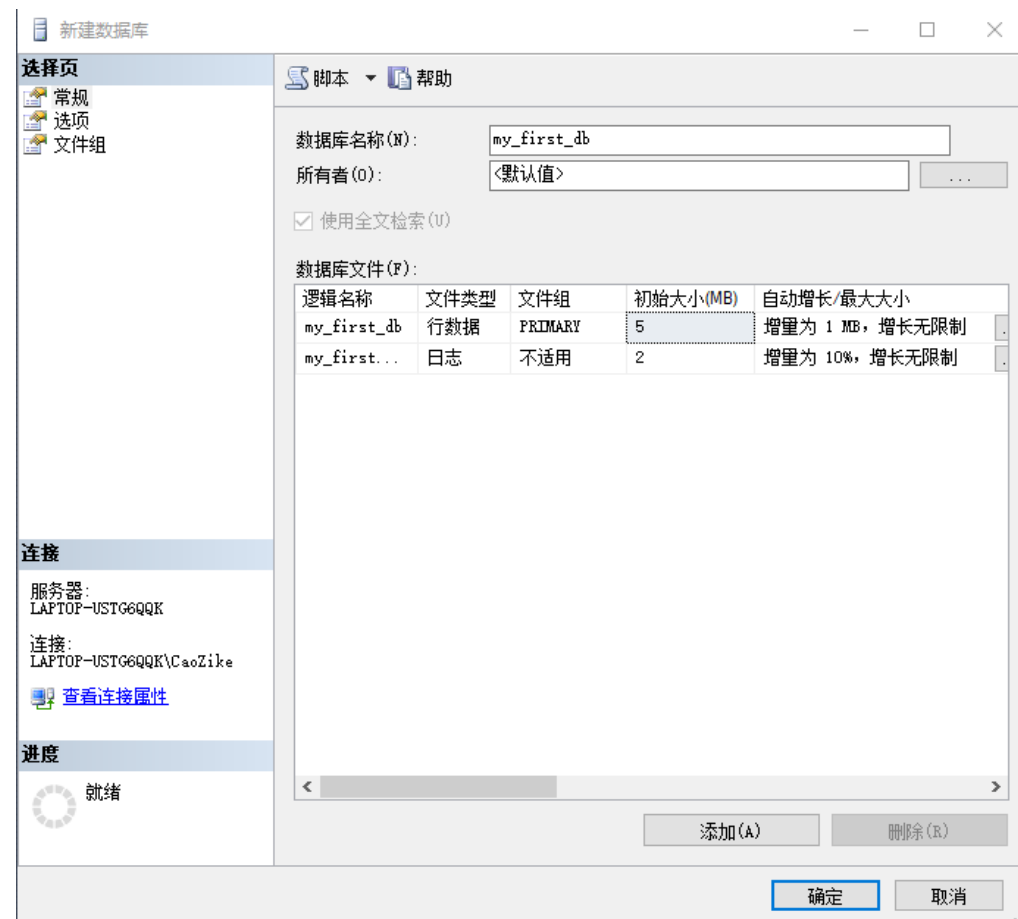 新建数据库
选择页
常规
选项
文件组
脚本 帮助
数据库名称(N): my_first_db
所有者(O): <默认值> ...
使用全文检索(U)
数据库文件(F):
逻辑名称 文件类型 文件组 初始大小(MB) 自动增长/最大大小
my_first_db 行数据 PRIMARY 5 增量为 1 MB，增长无限制
my_first... 日志 不适用 2 增量为 10%，增长无限制
连接
服务器:
LAPTOP-USTG6QQK
连接:
LAPTOP-USTG6QQK\CaoZike
查看连接属性
进度
就绪
添加(A) 删除(R)
确定 取消